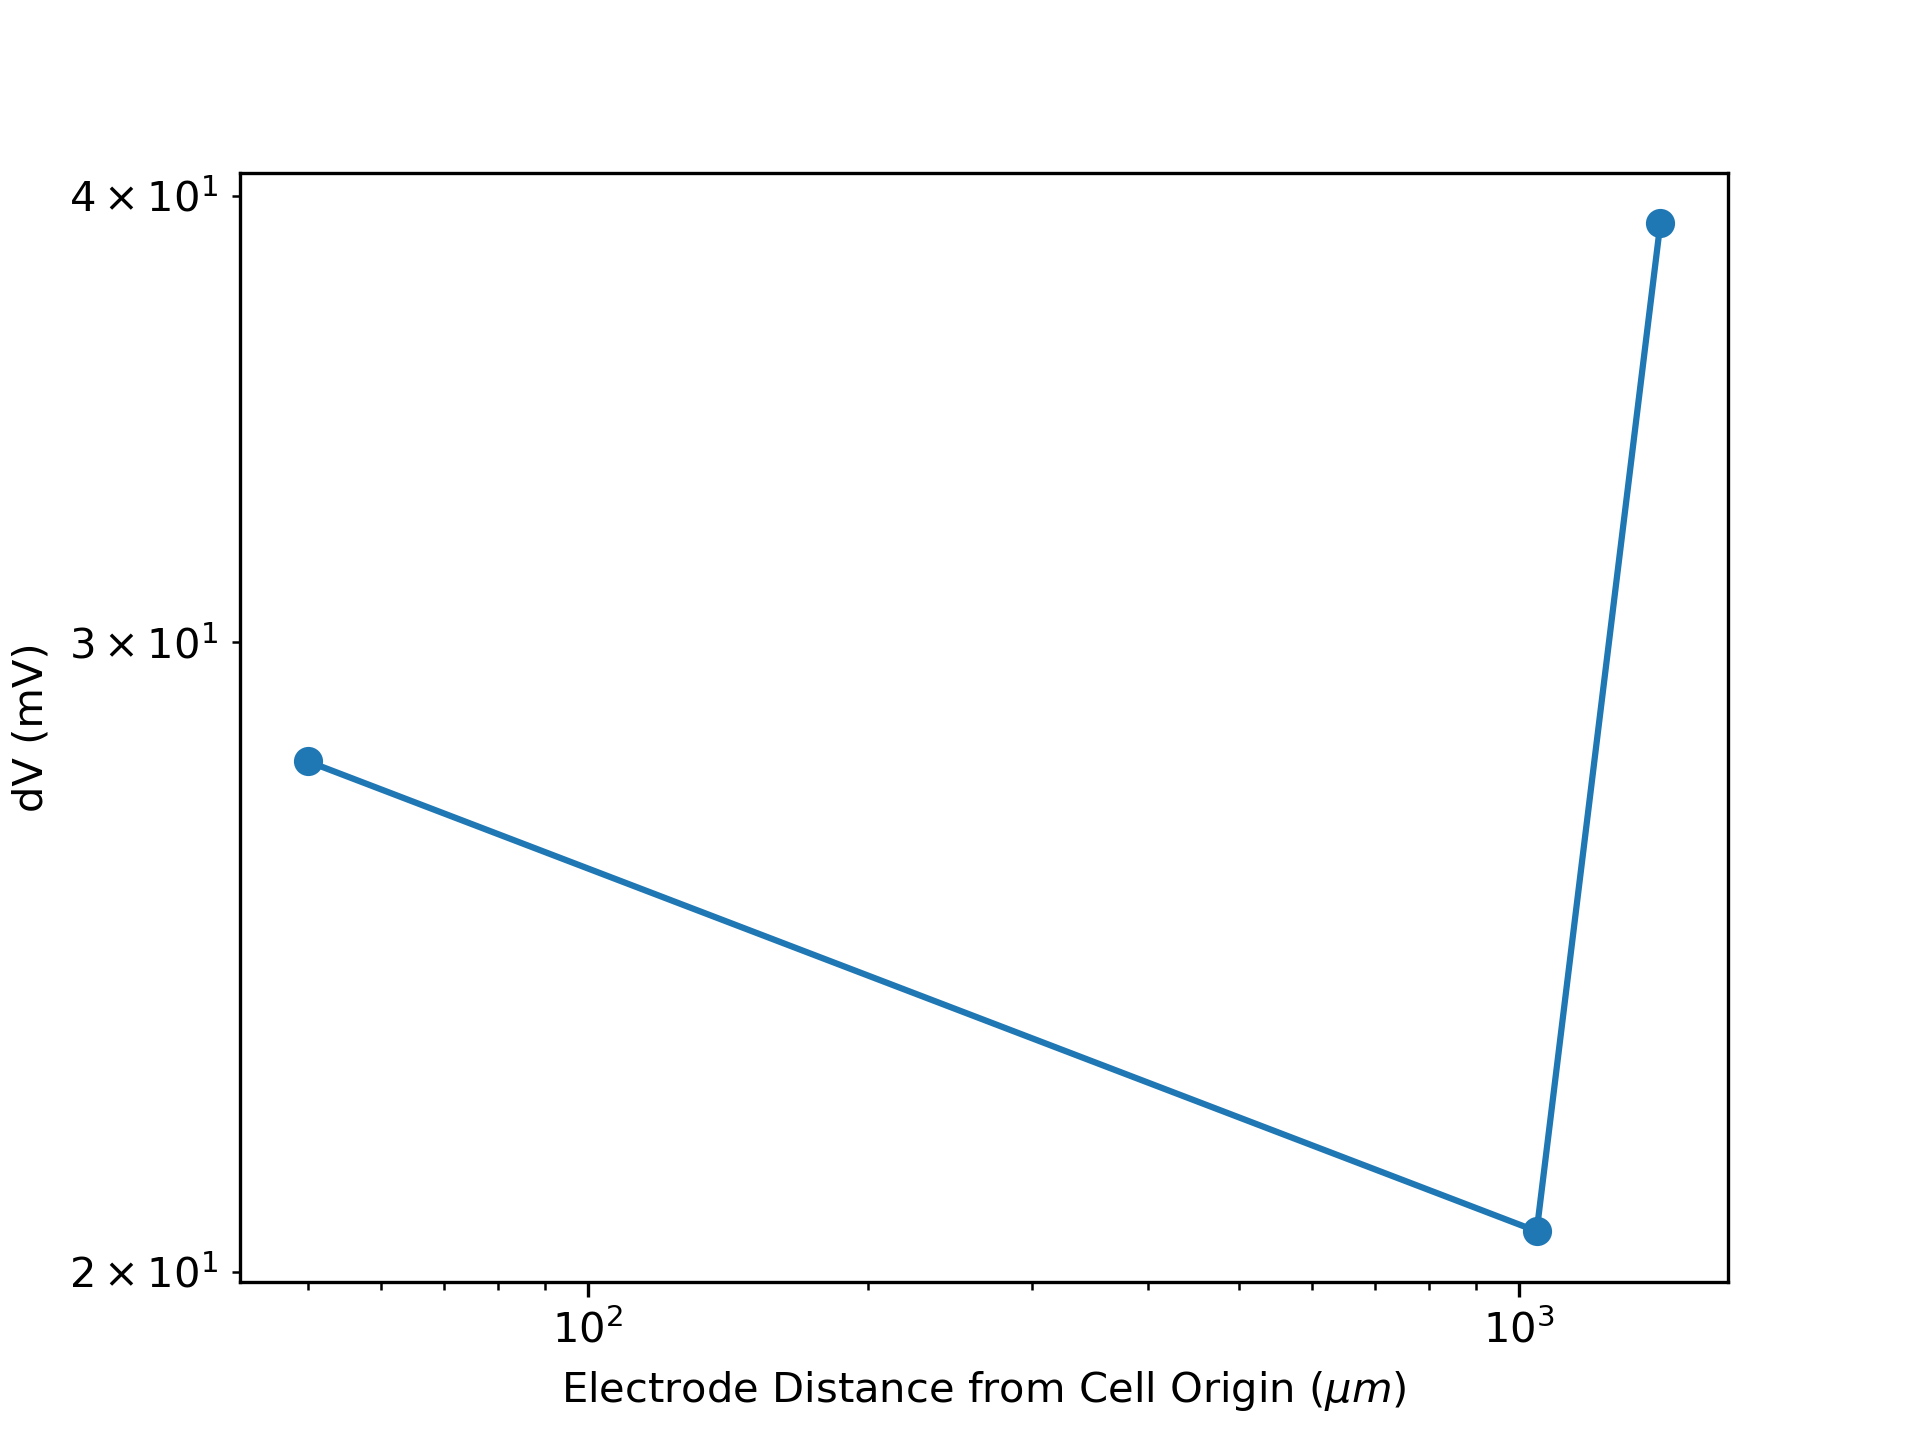 4 × 10¹
3 × 10¹
2 × 10¹
dV (mV)
10² 10³
Electrode Distance from Cell Origin (μm)